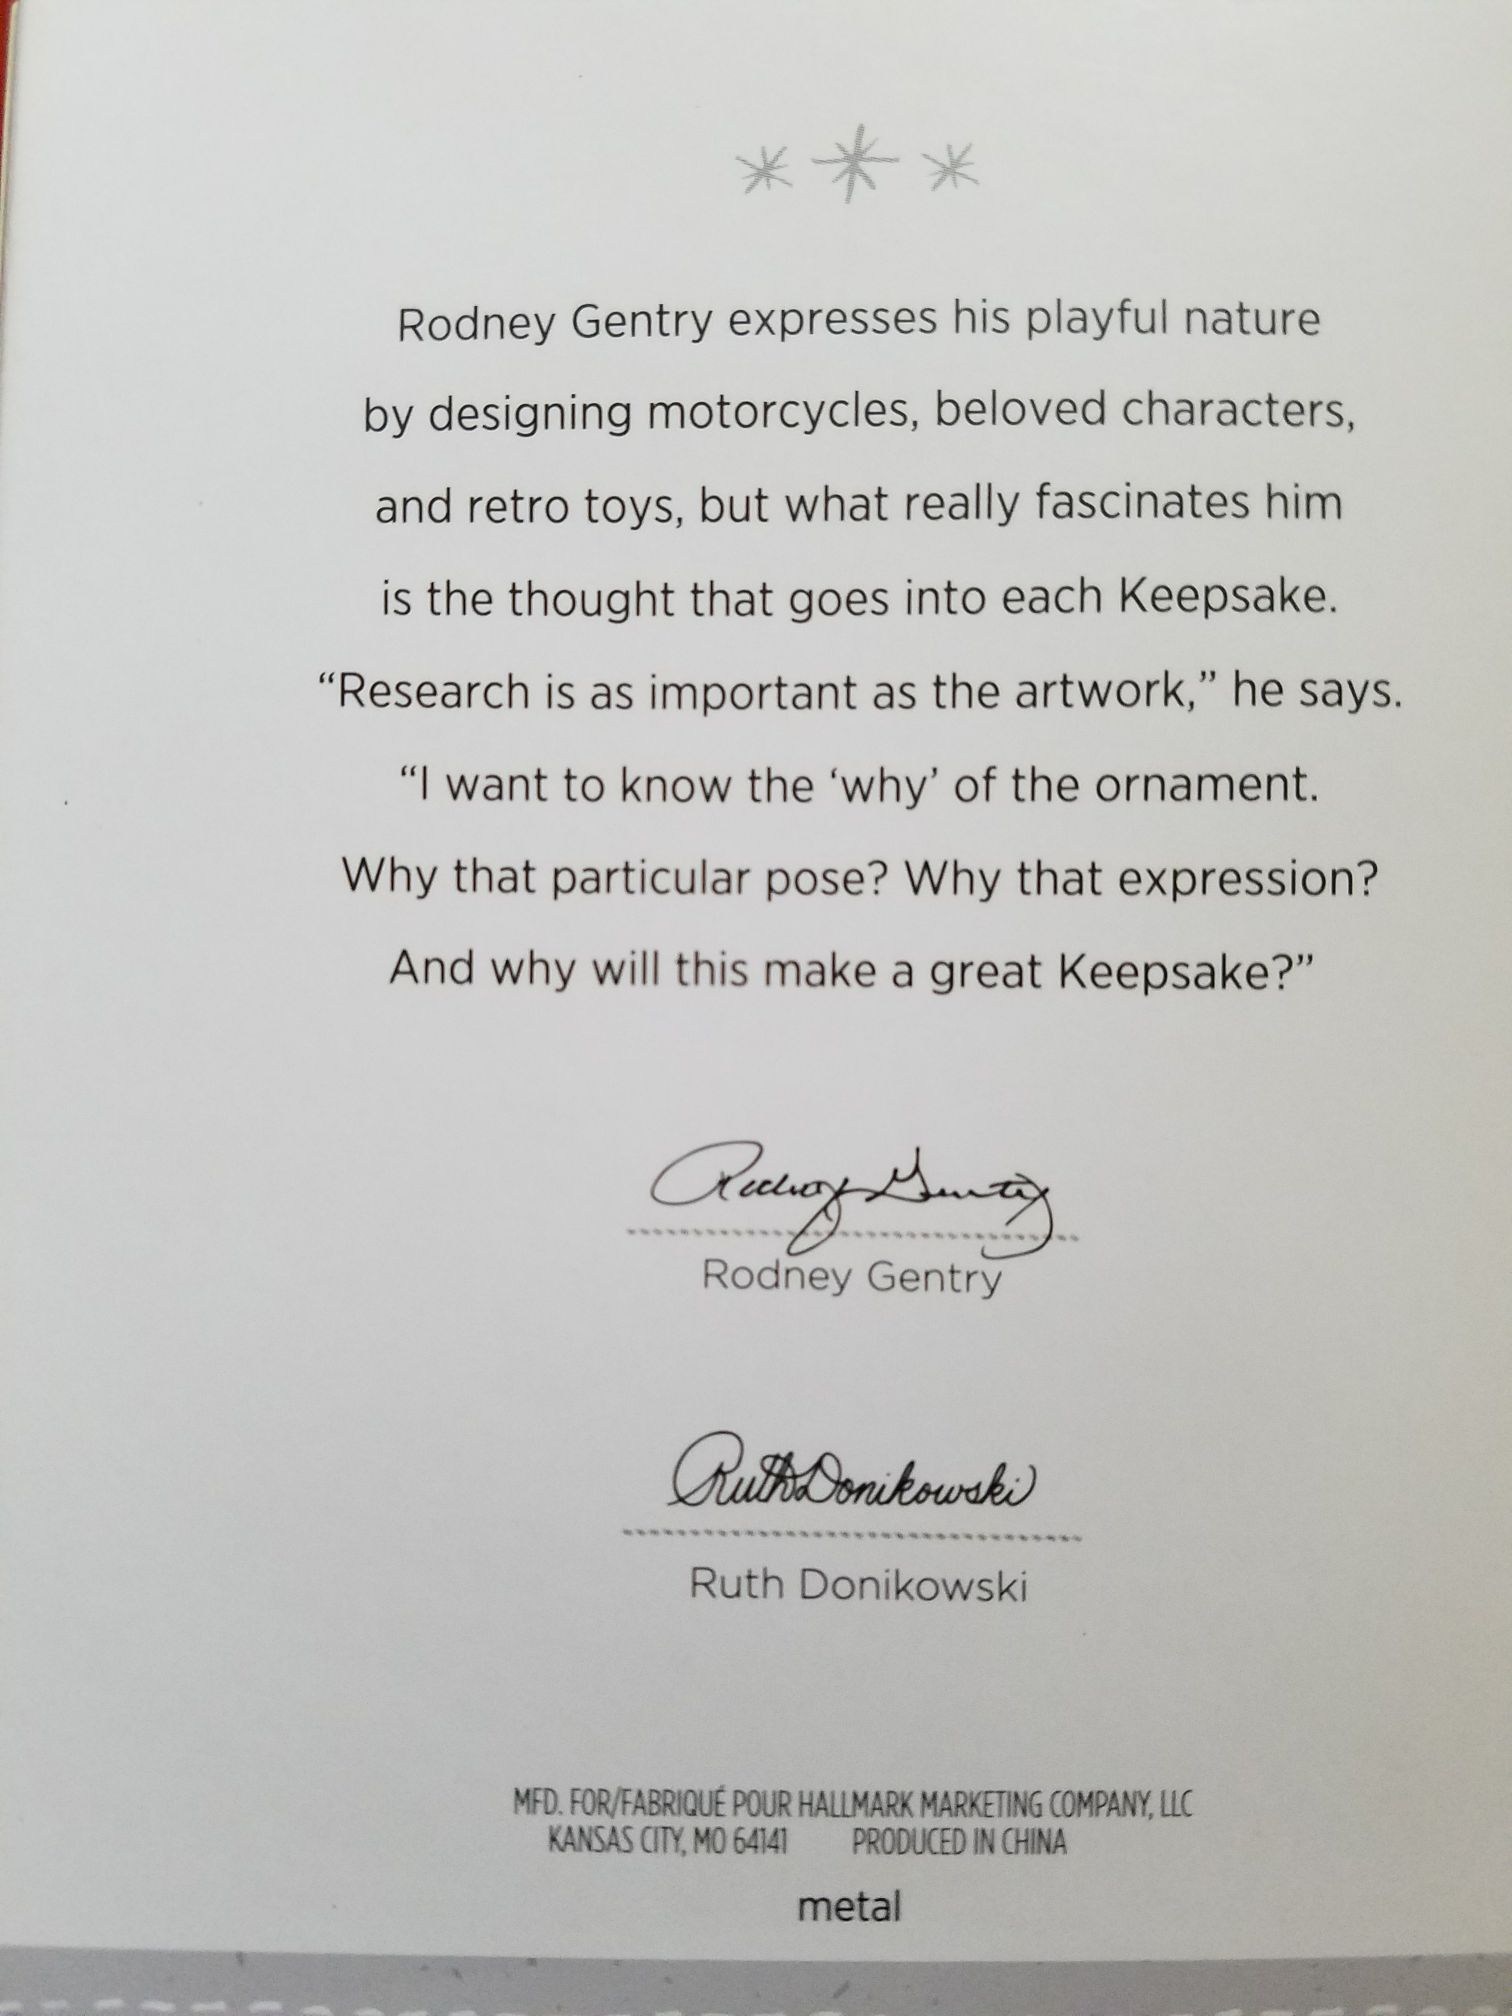 Rodney Gentry expresses his playful nature
by designing motorcycles, beloved characters,
and retro toys, but what really fascinates him
is the thought that goes into each Keepsake.
“Research is as important as the artwork,” he says.
“I want to know the ‘why’ of the ornament.
Why that particular pose? Why that expression?
And why will this make a great Keepsake?”
Rodney Gentry
Rodney Gentry
Ruth Donikowski
Ruth Donikowski
MFD. FOR/FABRIQUÉ POUR HALLMARK MARKETING COMPANY, LLC
KANSAS CITY, MO 64141 PRODUCED IN CHINA
metal